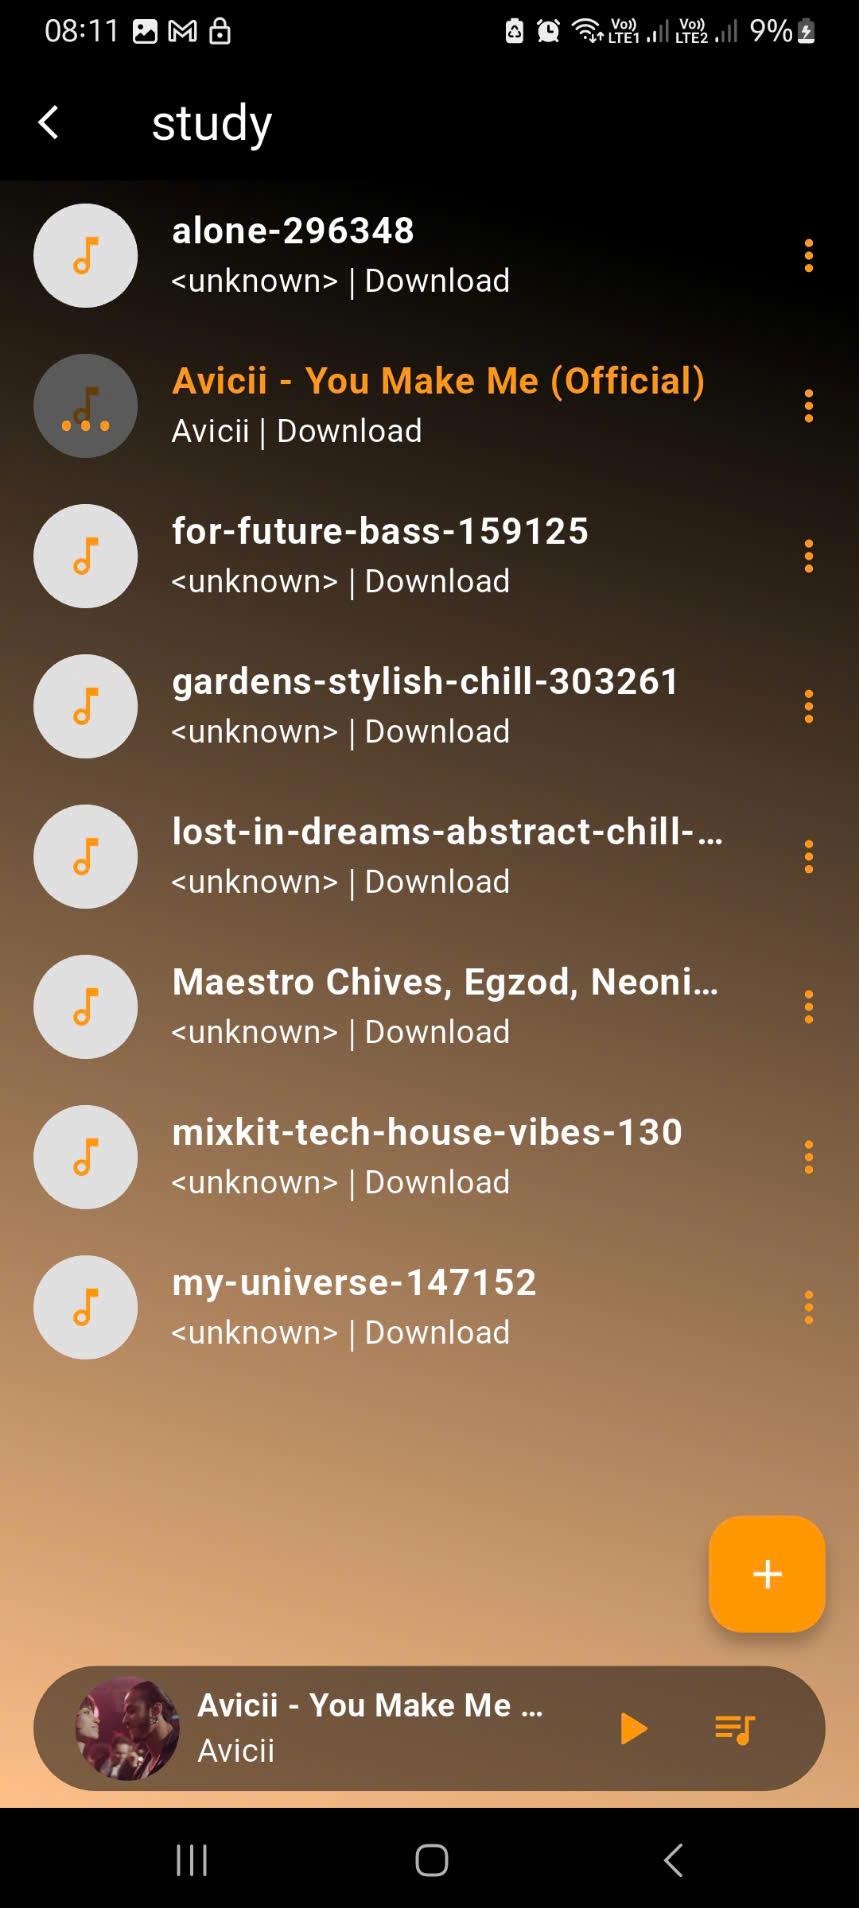 08:11 Vo)) LTE1 Vo)) LTE2 9%
study
alone-296348
<unknown> | Download
Avicii - You Make Me (Official)
Avicii | Download
for-future-bass-159125
<unknown> | Download
gardens-stylish-chill-303261
<unknown> | Download
lost-in-dreams-abstract-chill-...
<unknown> | Download
Maestro Chives, Egzod, Neoni...
<unknown> | Download
mixkit-tech-house-vibes-130
<unknown> | Download
my-universe-147152
<unknown> | Download
Avicii - You Make Me ...
Avicii